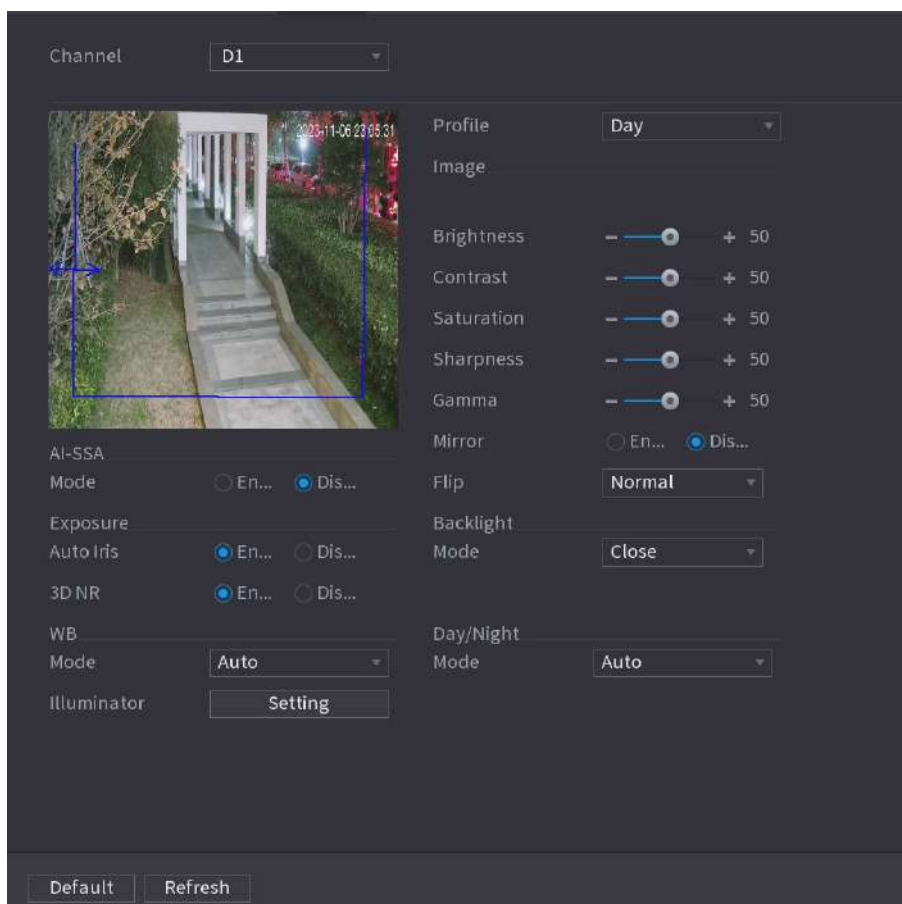 Channel D1
2023-11-06 23:05:31
Profile Day
Image
Brightness - + 50
Contrast - + 50
Saturation - + 50
Sharpness - + 50
Gamma - + 50
Mirror En... Dis...
Flip Normal
Backlight
Mode Close
Day/Night
Mode Auto
AI-SSA
Mode En... Dis...
Exposure
Auto Iris En... Dis...
3D NR En... Dis...
WB
Mode Auto
Illuminator Setting
Default Refresh